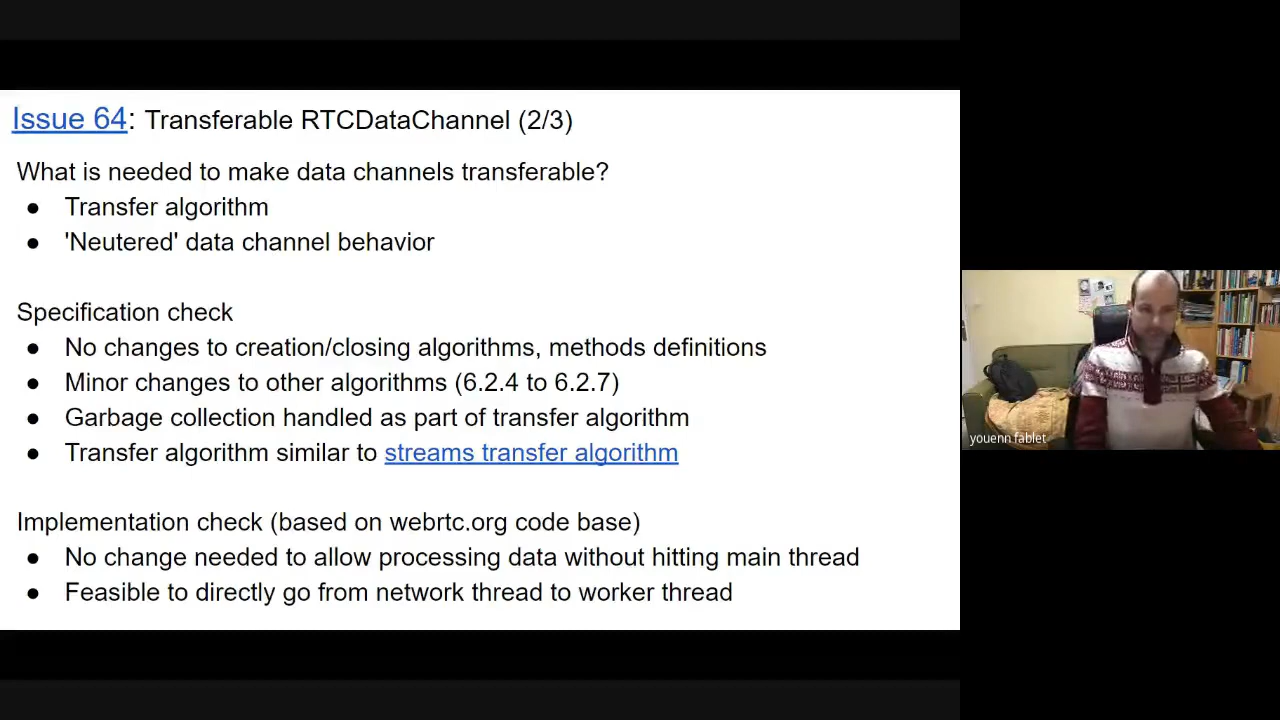 Issue 64: Transferable RTCDataChannel (2/3)
What is needed to make data channels transferable?
● Transfer algorithm
● 'Neutered' data channel behavior
Specification check
● No changes to creation/closing algorithms, methods definitions
● Minor changes to other algorithms (6.2.4 to 6.2.7)
● Garbage collection handled as part of transfer algorithm
● Transfer algorithm similar to streams transfer algorithm
Implementation check (based on webrtc.org code base)
● No change needed to allow processing data without hitting main thread
● Feasible to directly go from network thread to worker thread
youenn fablet